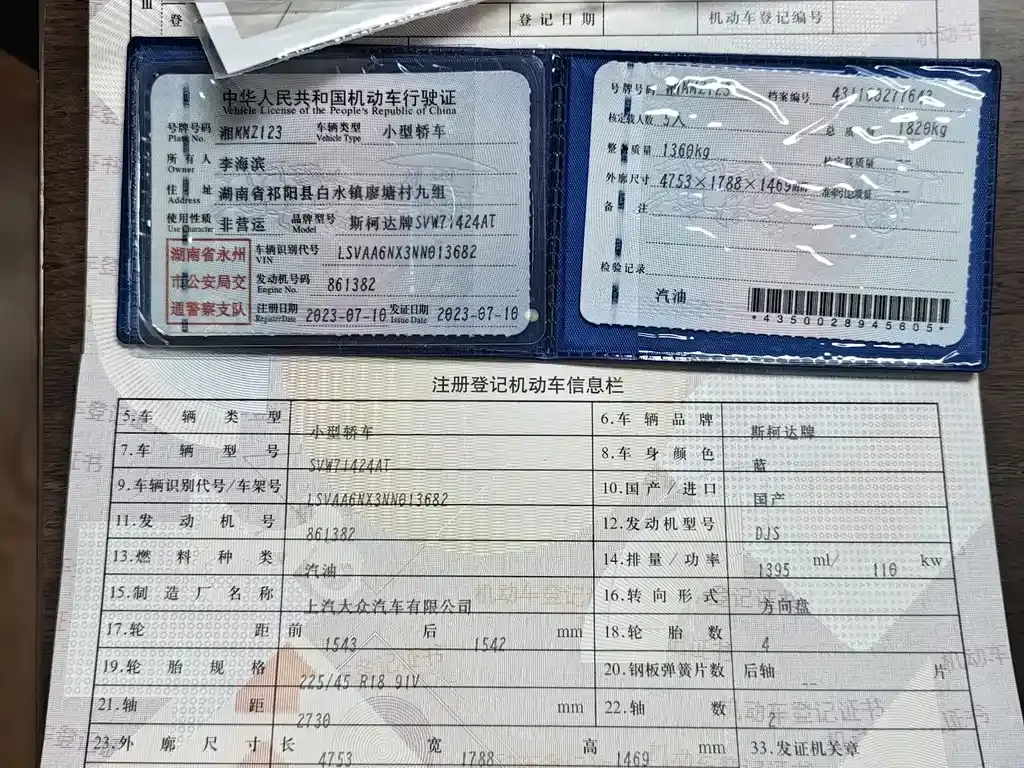 登记日期 机动车登记编号
中华人民共和国机动车行驶证
Vehicle License of the People's Republic of China
号牌号码 湘MMZ123 车辆类型 小型轿车
Plate No. Vehicle Type
所有人 李海滨
Owner
住址 湖南省祁阳县白水镇廖塘村九组
Address
使用性质 非营运 品牌型号 斯柯达牌SVW71424AT
Use Character Model
湖南省永州市公安局交通警察支队
车辆识别代号 LSVAA6NX3NN013682
VIN
发动机号码 861382
Engine No.
注册日期 2023-07-10 发证日期 2023-07-10
Register Date Issue Date
号牌号码 湘MMZ123 档案编号
核定载人数 5人 总质量 1820kg
整备质量 1360kg 核定载质量 --
外廓尺寸 4753×1788×1469mm 准牵引总质量 --
备注
检验记录
汽油
*4350028945605*
注册登记机动车信息栏
5.车辆类型 小型轿车 6.车辆品牌 斯柯达牌
7.车辆型号 SVW71424AT 8.车身颜色 蓝
9.车辆识别代号/车架号 LSVAA6NX3NN013682 10.国产/进口 国产
11.发动机号 861382 12.发动机型号 DJS
13.燃料种类 汽油 14.排量/功率 1395 ml/ 110 kw
15.制造厂名称 上汽大众汽车有限公司 16.转向形式 方向盘
17.轮距 前 1543 后 1542 mm 18.轮胎数 4
19.轮胎规格 225/45 R18 91V 20.钢板弹簧片数 后轴 -- 片
21.轴距 2730 mm 22.轴数 2
23.外廓尺寸 长 4753 宽 1788 高 1469 mm 33.发证机关章